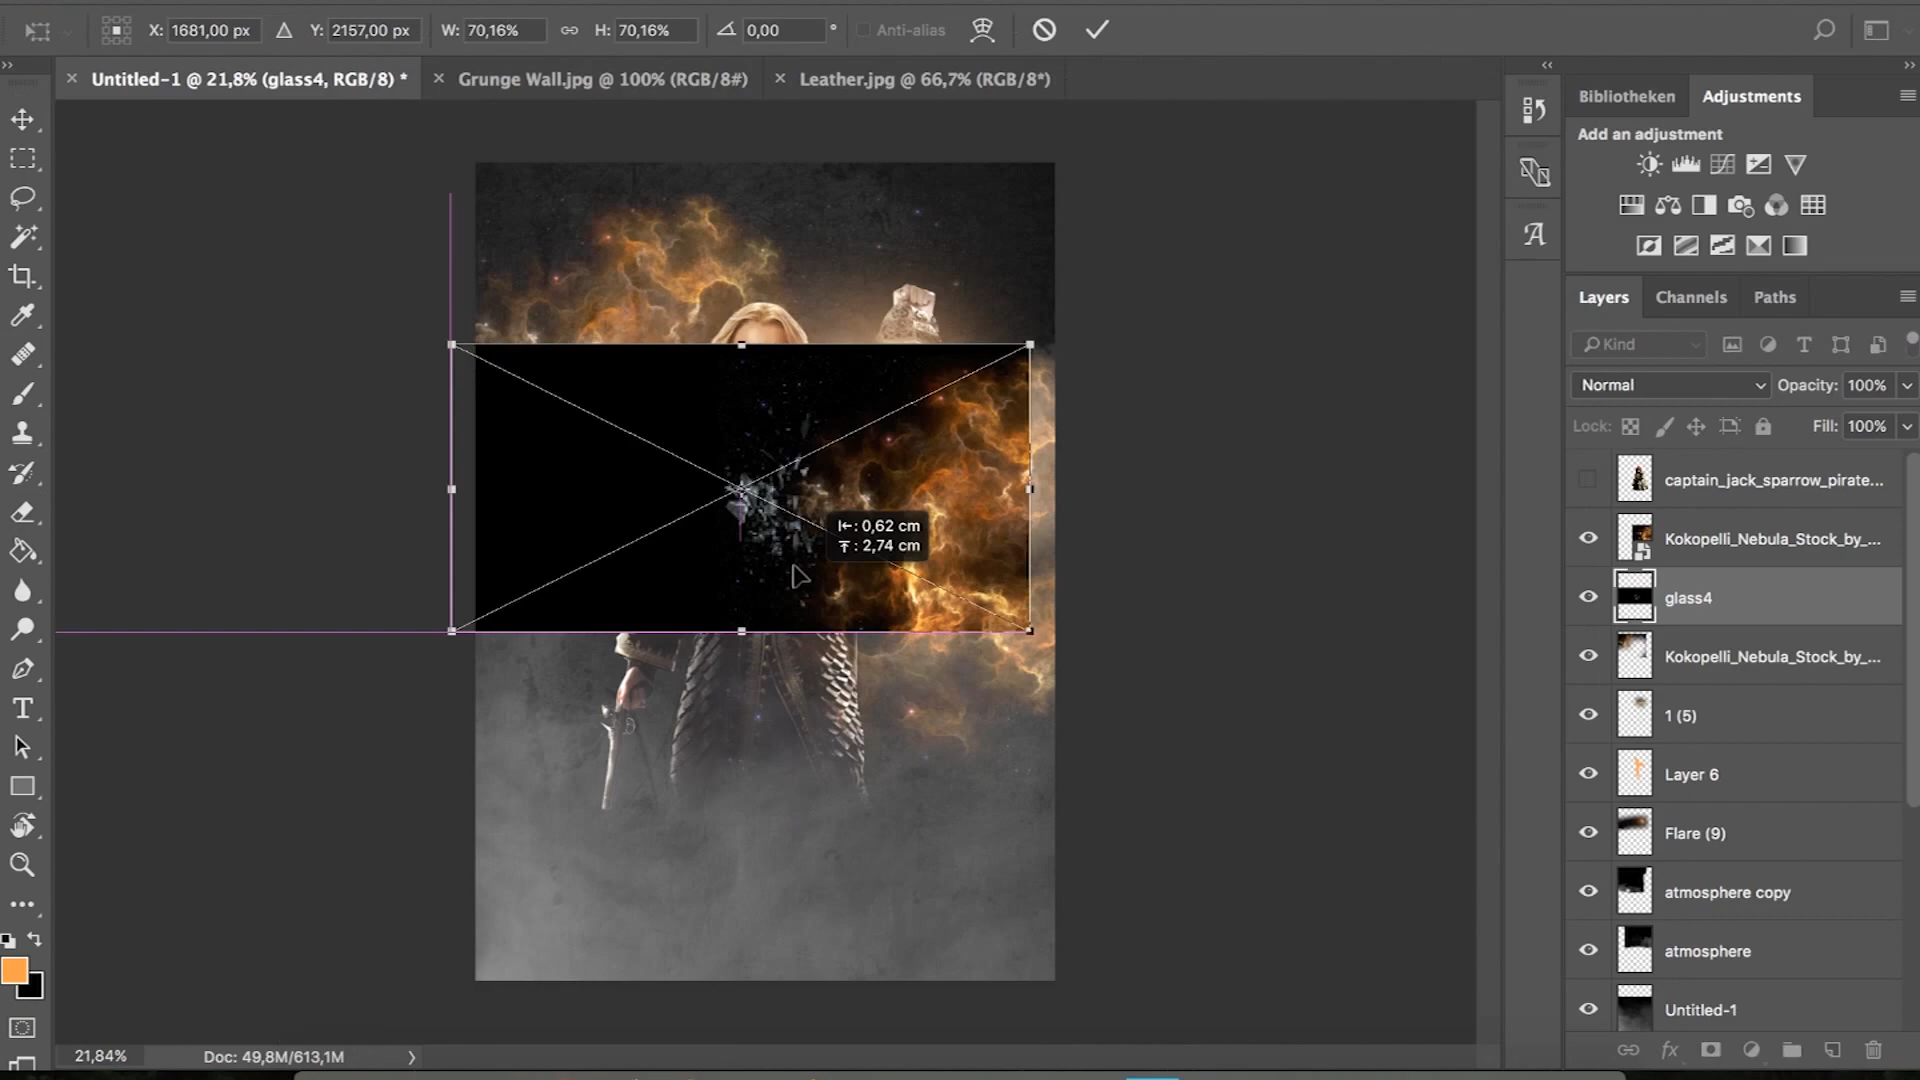 X: 1681,00 px Y: 2157,00 px W: 70,16% H: 70,16% 0,00 ° Anti-alias
Untitled-1 @ 21,8% (glass4, RGB/8) * Grunge Wall.jpg @ 100% (RGB/8#) Leather.jpg @ 66,7% (RGB/8*)
Bibliotheken Adjustments
Add an adjustment
Layers Channels Paths
Kind
Normal Opacity: 100%
Lock: Fill: 100%
captain_jack_sparrow_pirate...
Kokopelli_Nebula_Stock_by_...
glass4
Kokopelli_Nebula_Stock_by_...
1 (5)
Layer 6
Flare (9)
atmosphere copy
atmosphere
Untitled-1
: 0,62 cm
: 2,74 cm
21,84% Doc: 49,8M/613,1M